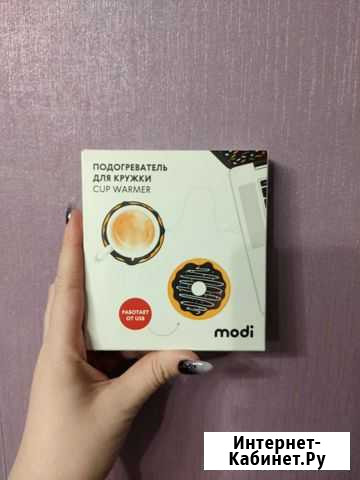 ПОДОГРЕВАТЕЛЬ
ДЛЯ КРУЖКИ
CUP WARMER
РАБОТАЕТ
ОТ USB
modi
Интернет-
Кабинет.Ру